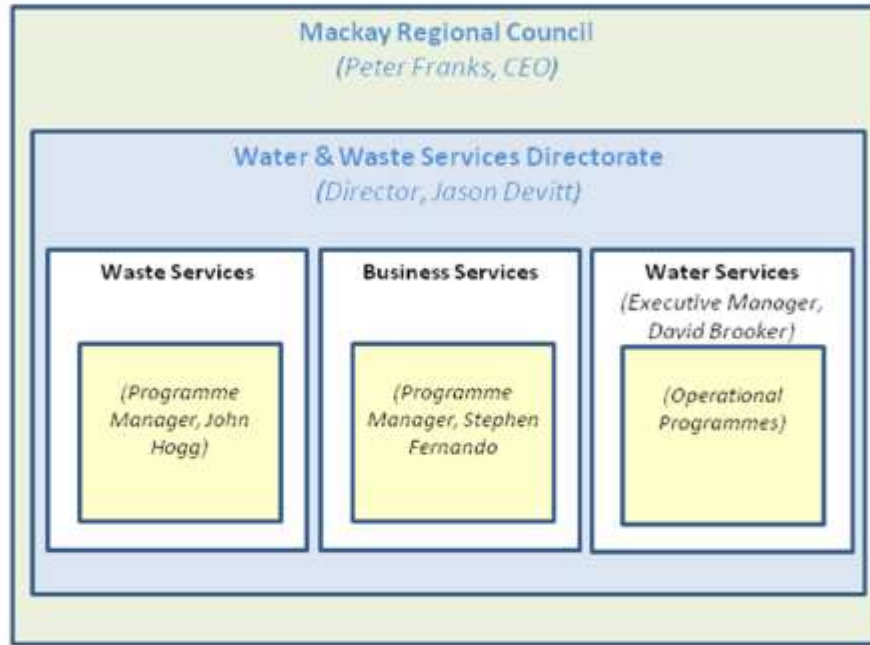 Mackay Regional Council
(Peter Franks, CEO)
Water & Waste Services Directorate
(Director, Jason Devitt)
Waste Services
(Programme
Manager, John
Hogg)
Business Services
(Programme
Manager, Stephen
Fernando
Water Services
(Executive Manager,
David Brooker)
(Operational
Programmes)